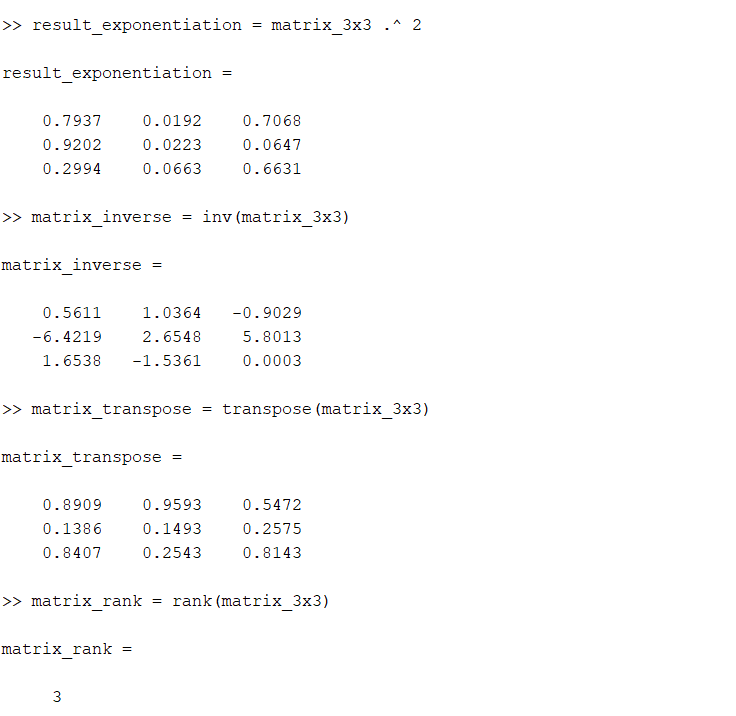 >> result_exponentiation = matrix_3x3 .^ 2
result_exponentiation =
0.7937 0.0192 0.7068
0.9202 0.0223 0.0647
0.2994 0.0663 0.6631
>> matrix_inverse = inv(matrix_3x3)
matrix_inverse =
0.5611 1.0364 -0.9029
-6.4219 2.6548 5.8013
1.6538 -1.5361 0.0003
>> matrix_transpose = transpose(matrix_3x3)
matrix_transpose =
0.8909 0.9593 0.5472
0.1386 0.1493 0.2575
0.8407 0.2543 0.8143
>> matrix_rank = rank(matrix_3x3)
matrix_rank =
3